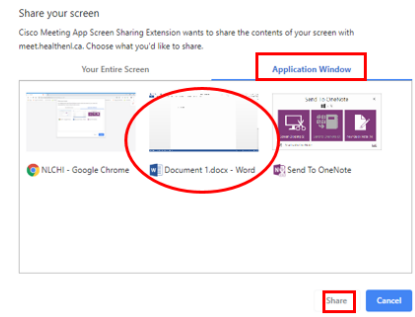 Share your screen
Cisco Meeting App Screen Sharing Extension wants to share the contents of your screen with
meet.healthenl.ca. Choose what you'd like to share.
Your Entire Screen
Application Window
Send To OneNote
NLCHI - Google Chrome
Document 1.docx - Word
Send To OneNote
Share
Cancel